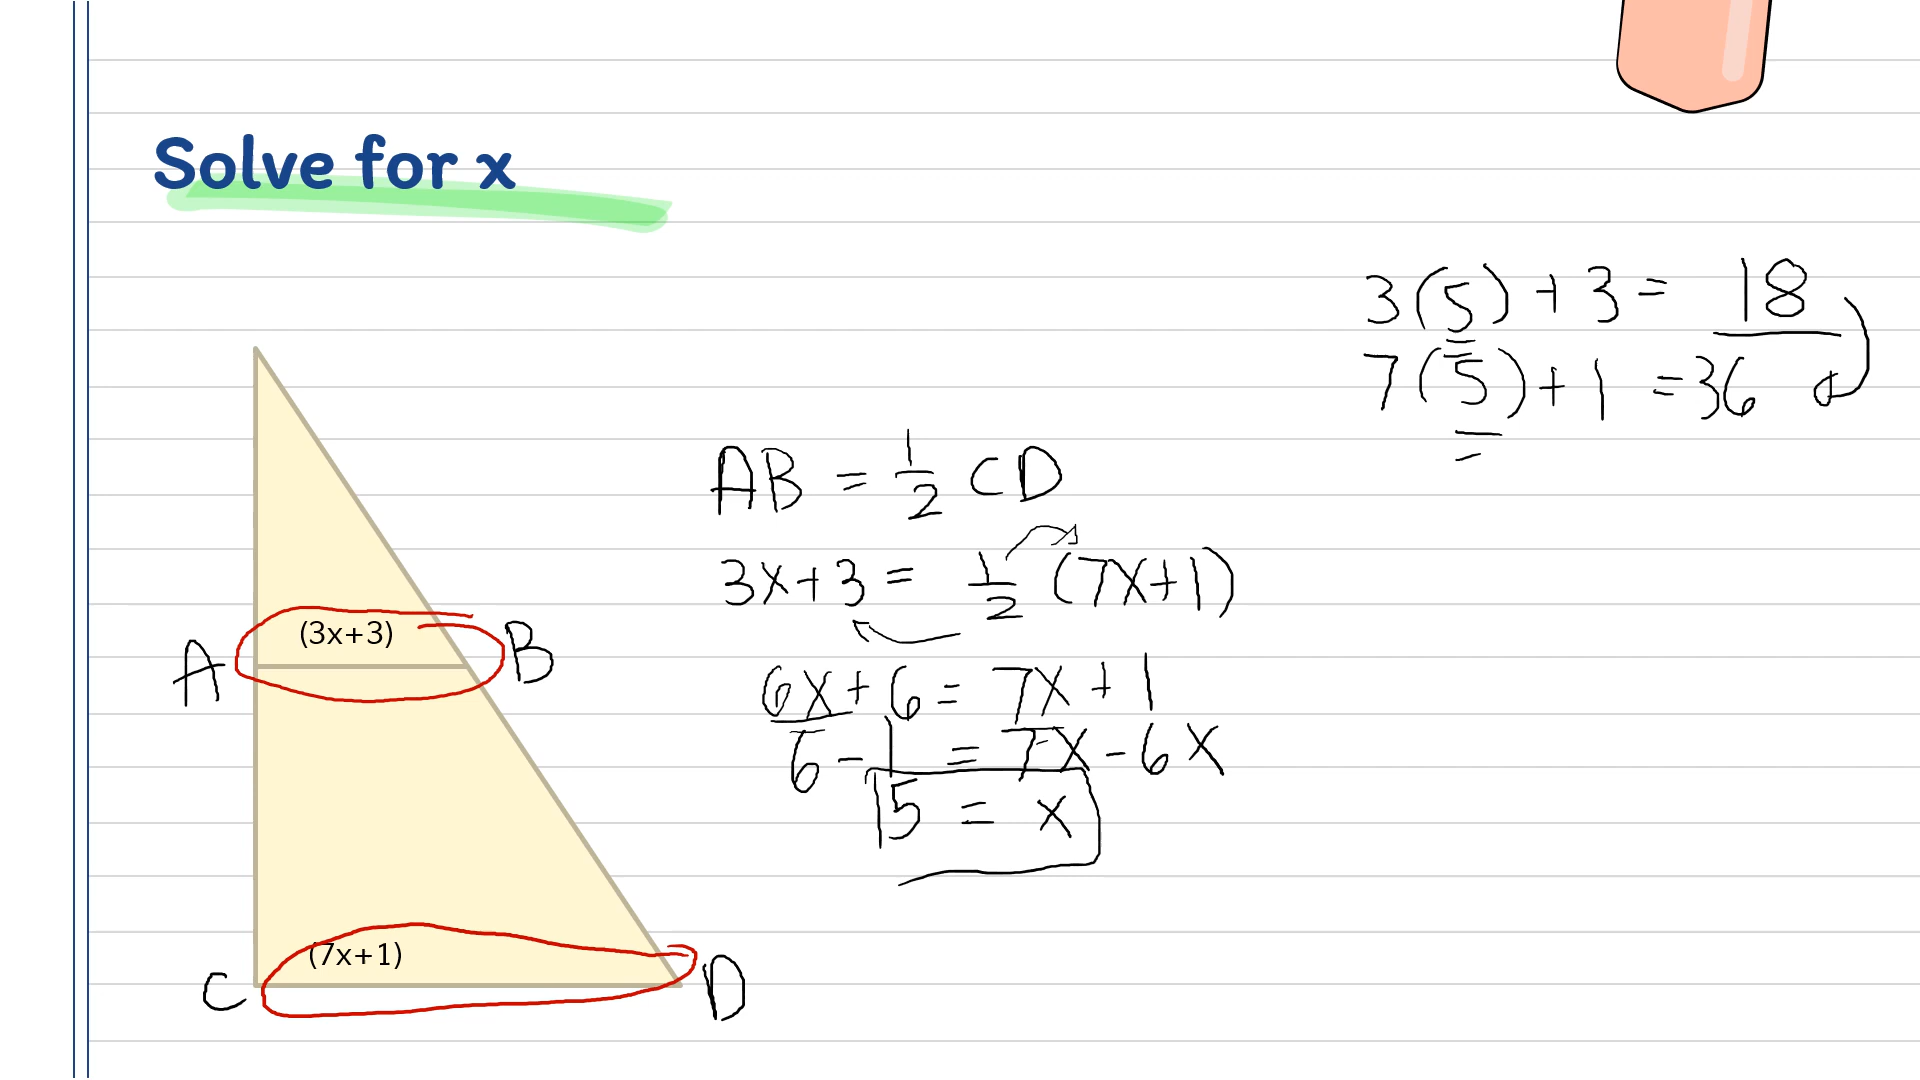 Solve for x
3(5)+3= 18
7(5)+1 =36
AB = 1/2 CD
3x+3 = 1/2 (7x+1)
6x+6 = 7x+1
6-1 = 7x-6x
5 = x
(3x+3)
A B
(7x+1)
C D